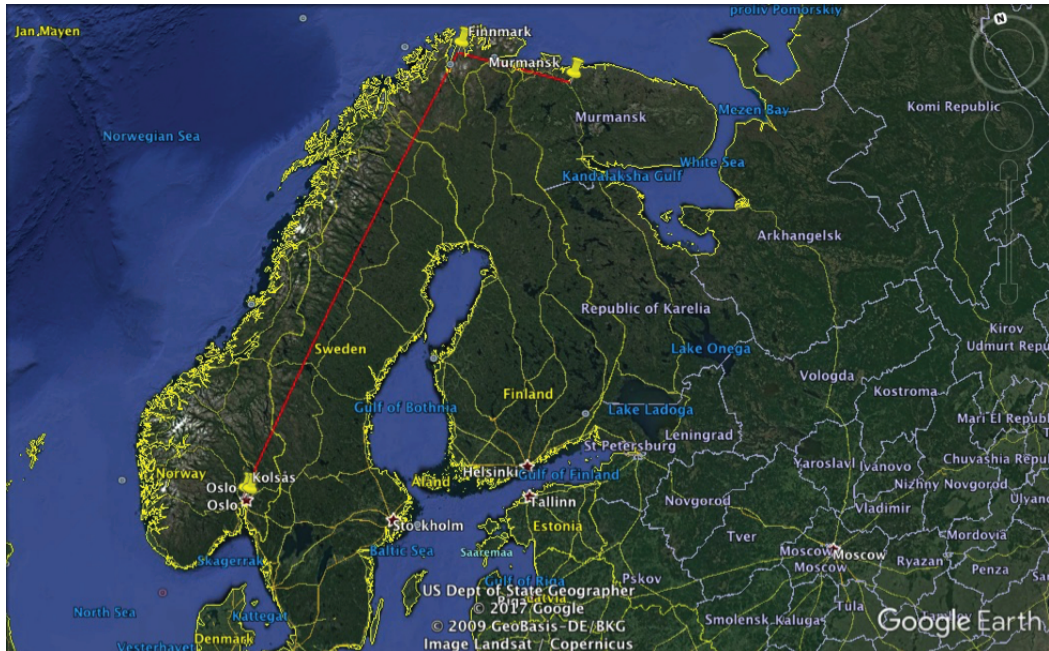 proliv Pomorskiy
Jan Mayen
Finnmark
N
Murmansk
Komi Republic
Mezen Bay
Murmansk
Norwegian Sea
White Sea
Kandalaksha Gulf
Arkhangelsk
Republic of Karelia
Kirov
Sweden
Lake Onega
Udmurt Repu
Vologda
Kostroma
Finland
Gulf of Bothnia
Lake Ladoga
Mari El Republic
Leningrad
St Petersburg
Yaroslavl
Ivanovo
Chuvashia Repu
Norway
Kolsås
Helsinki
Gulf of Finland
Åland
Nizhny Novgorod
Oslo
Oslo
Tallinn
Novgorod
Vladimir
Ulyano
Stockholm
Estonia
Tver
Mordovia
Baltic Sea
Saaremaa
Moscow
Moscow
Moscow
Skagerrak
Ryazan
Penza
Gulf of Riga
Pskov
US Dept of State Geographer
North Sea
Kattegat
© 2017 Google
Tula
Smolensk
Kaluga
Google Earth
© 2009 GeoBasis-DE/BKG
Denmark
Vesterhavet
Image Landsat / Copernicus